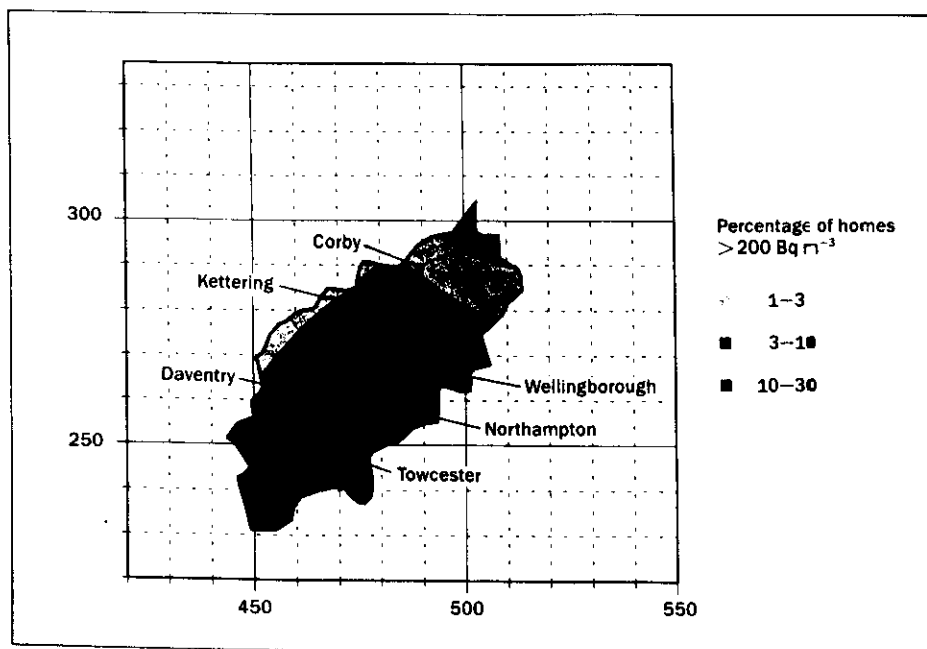 300
250
450
500
550
Corby
Kettering
Daventry
Wellingborough
Northampton
Towcester
Percentage of homes
>200 Bq m⁻³
1–3
3–10
10–30